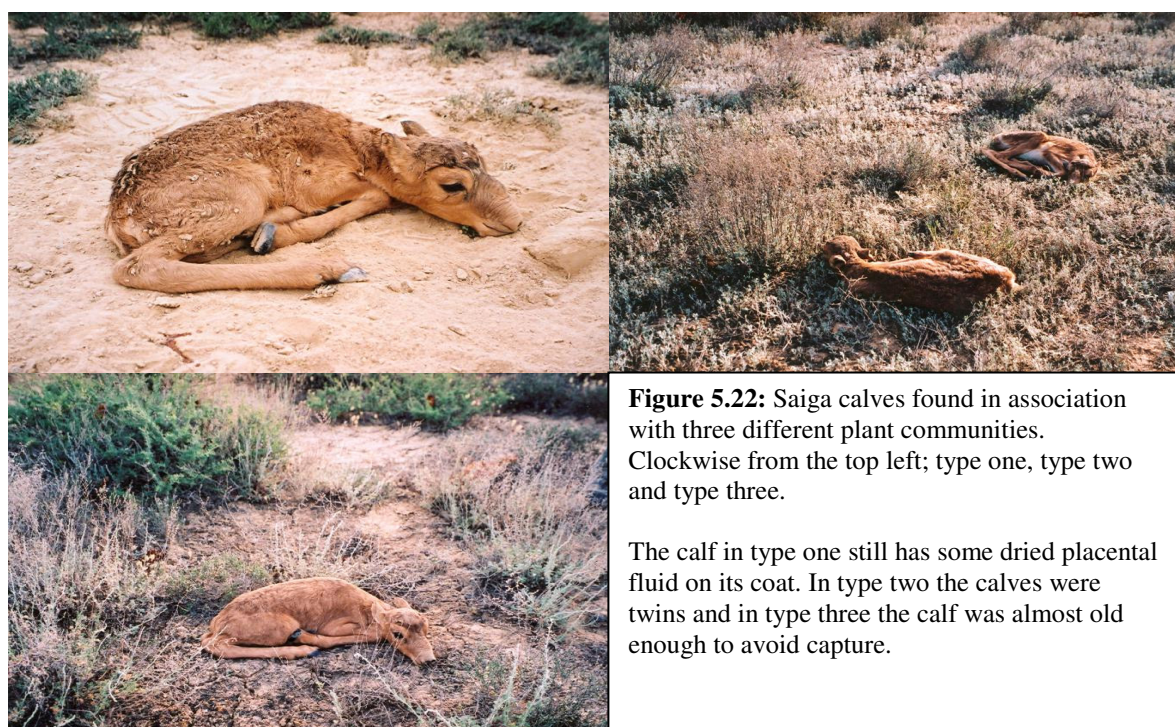 Figure 5.22: Saiga calves found in association
with three different plant communities.
Clockwise from the top left; type one, type two
and type three.
The calf in type one still has some dried placental
fluid on its coat. In type two the calves were
twins and in type three the calf was almost old
enough to avoid capture.